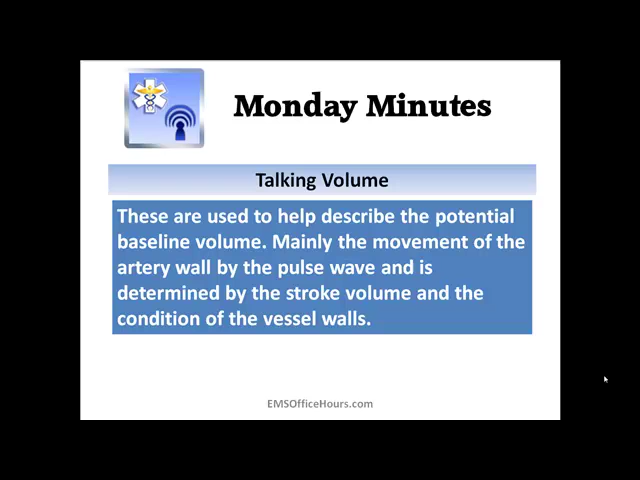 Monday Minutes
Talking Volume
These are used to help describe the potential
baseline volume. Mainly the movement of the
artery wall by the pulse wave and is
determined by the stroke volume and the
condition of the vessel walls.
EMSOfficeHours.com